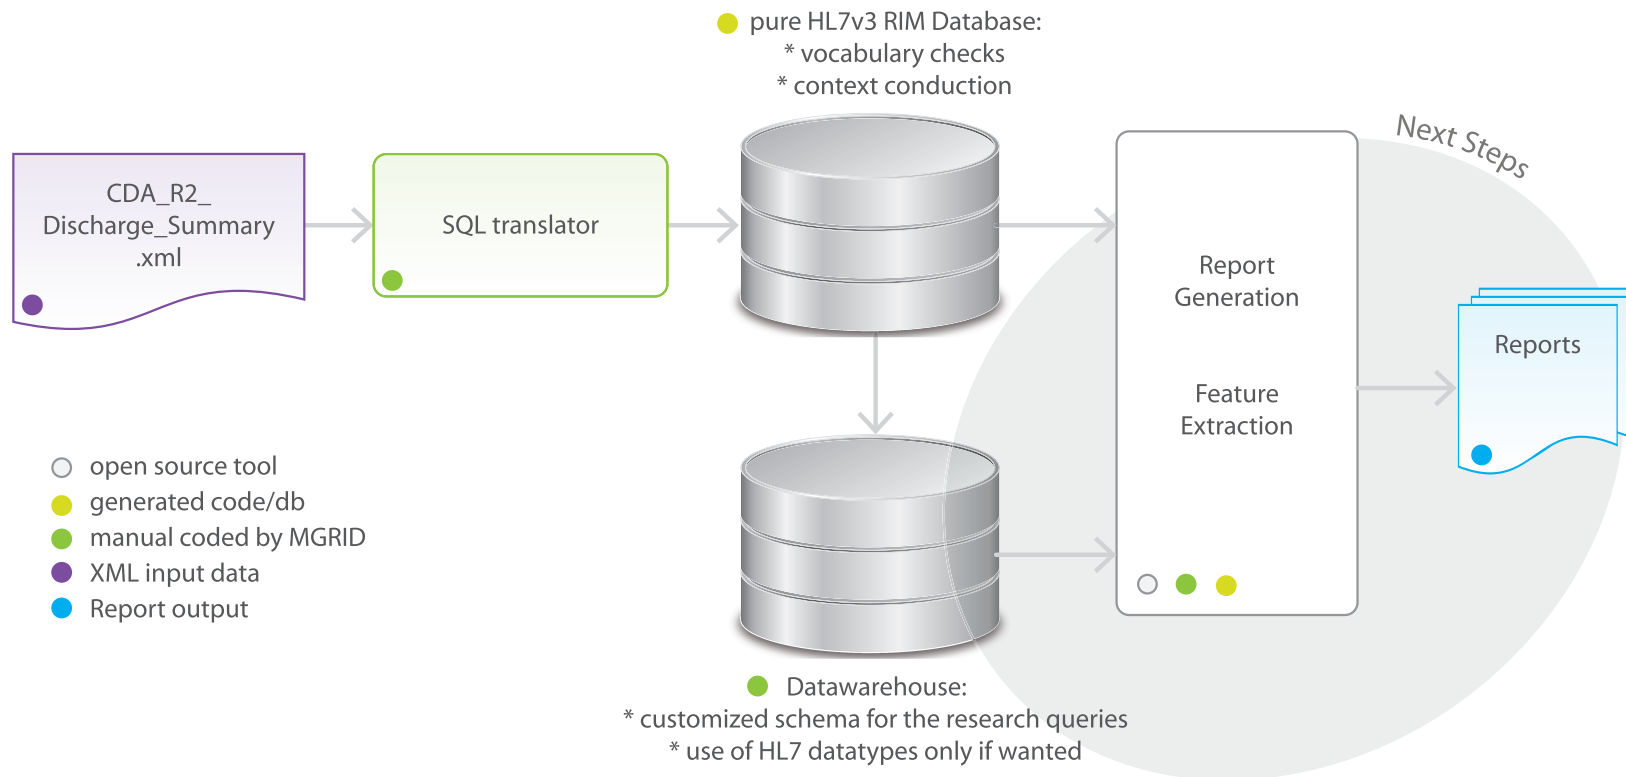 pure HL7v3 RIM Database:
* vocabulary checks
* context conduction
Next Steps
CDA_R2_
Discharge_Summary
.xml
SQL translator
Report
Generation
Feature
Extraction
Reports
open source tool
generated code/db
manual coded by MGRID
XML input data
Report output
Datawarehouse:
* customized schema for the research queries
* use of HL7 datatypes only if wanted